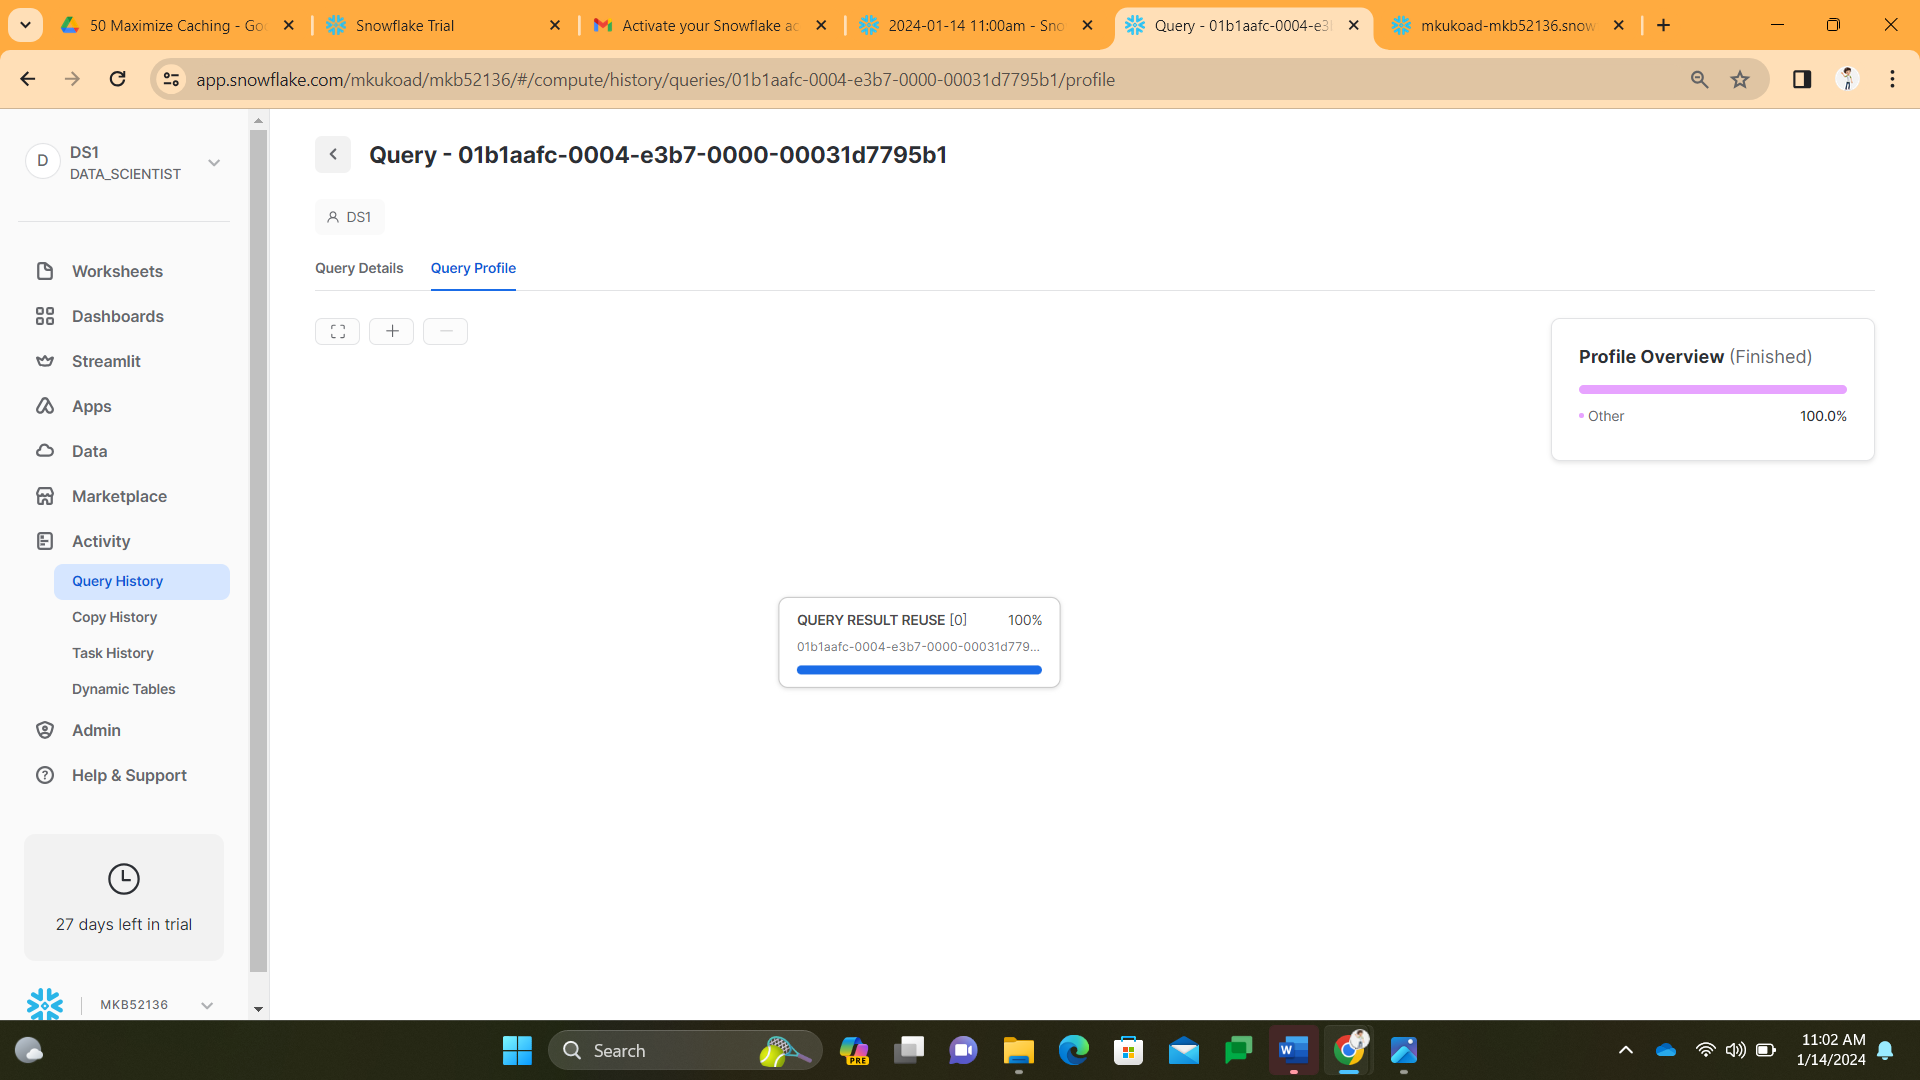 50 Maximize Caching - Go
Snowflake Trial
Activate your Snowflake ac
2024-01-14 11:00am - Sno
Query - 01b1aafc-0004-e3
mkukoad-mkb52136.snow
app.snowflake.com/mkukoad/mkb52136/#/compute/history/queries/01b1aafc-0004-e3b7-0000-00031d7795b1/profile
D
DS1
DATA_SCIENTIST
Worksheets
Dashboards
Streamlit
Apps
Data
Marketplace
Activity
Query History
Copy History
Task History
Dynamic Tables
Admin
Help & Support
27 days left in trial
MKB52136
Query - 01b1aafc-0004-e3b7-0000-00031d7795b1
DS1
Query Details
Query Profile
Profile Overview (Finished)
Other 100.0%
QUERY RESULT REUSE [0] 100%
01b1aafc-0004-e3b7-0000-00031d779...
Search
PRE
W
11:02 AM
1/14/2024